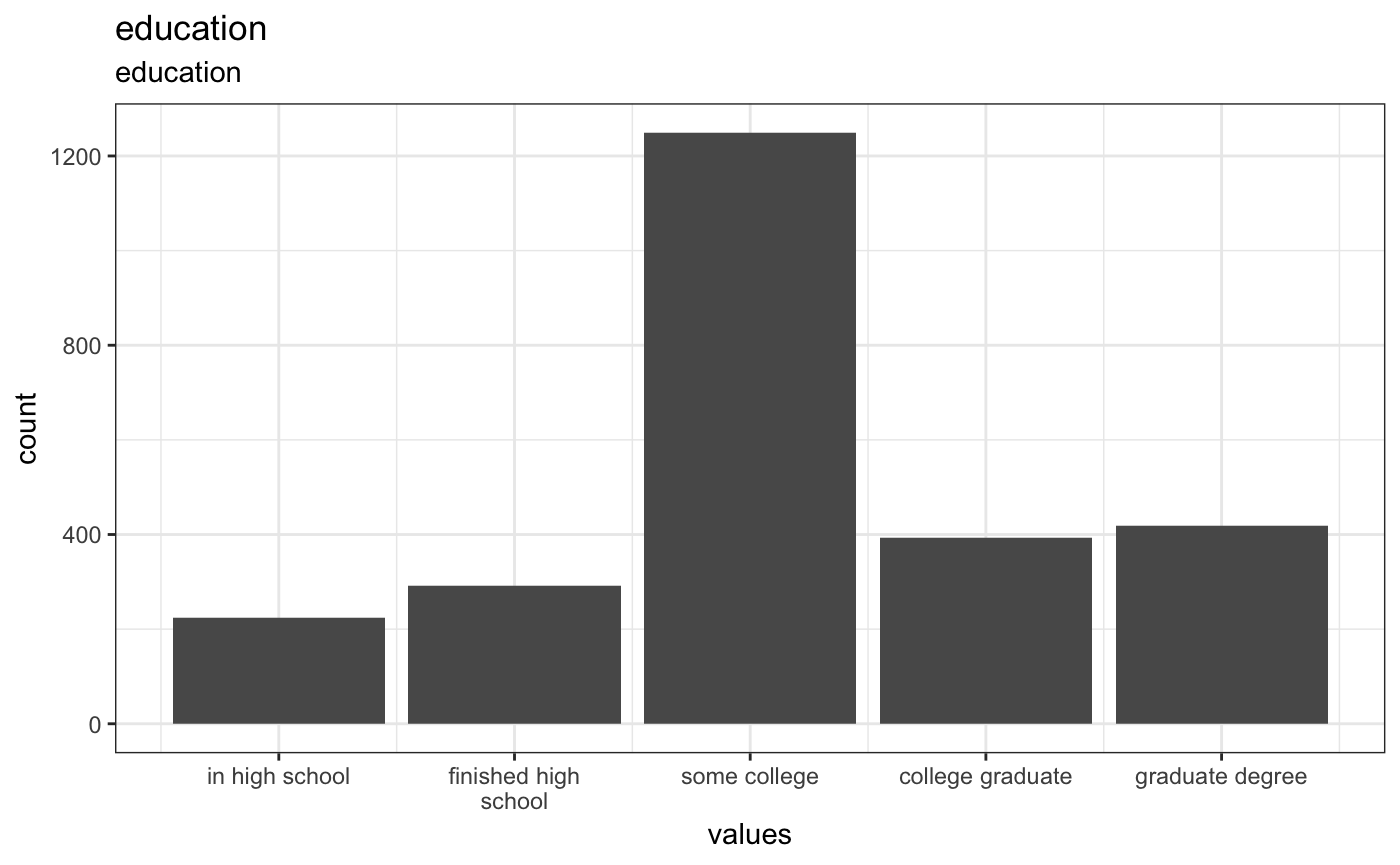 education
education
1200
800
400
0
count
in high school
finished high
school
some college
college graduate
graduate degree
values